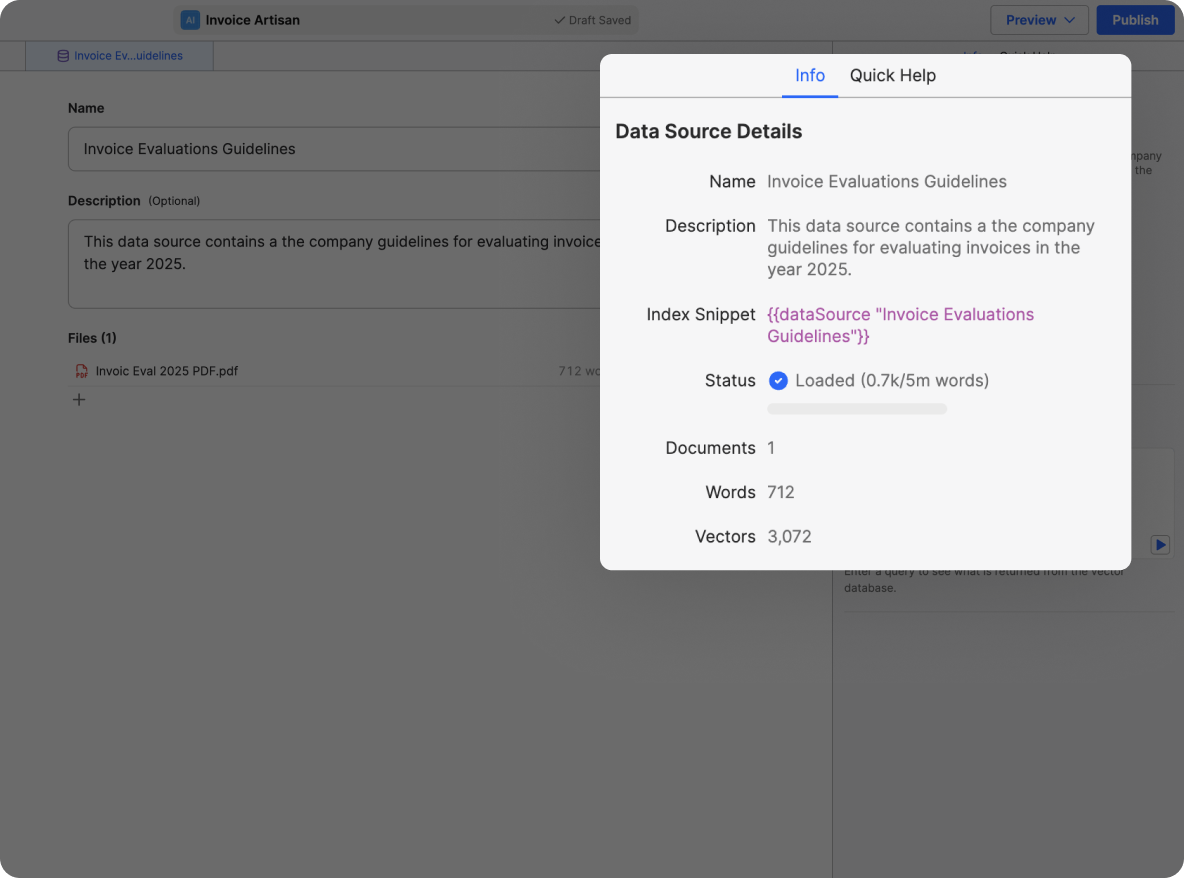 AI Invoice Artisan
Draft Saved
Preview
Publish
Invoice Ev...uidelines
Name
Invoice Evaluations Guidelines
Description (Optional)
This data source contains a the company guidelines for evaluating invoice
the year 2025.
Files (1)
Invoic Eval 2025 PDF.pdf
712 wo
Info
Quick Help
Data Source Details
Name Invoice Evaluations Guidelines
Description This data source contains a the company
guidelines for evaluating invoices in the
year 2025.
Index Snippet {{dataSource "Invoice Evaluations
Guidelines"}}
Status Loaded (0.7k/5m words)
Documents 1
Words 712
Vectors 3,072
the
Enter a query to see what is returned from the vector
database.